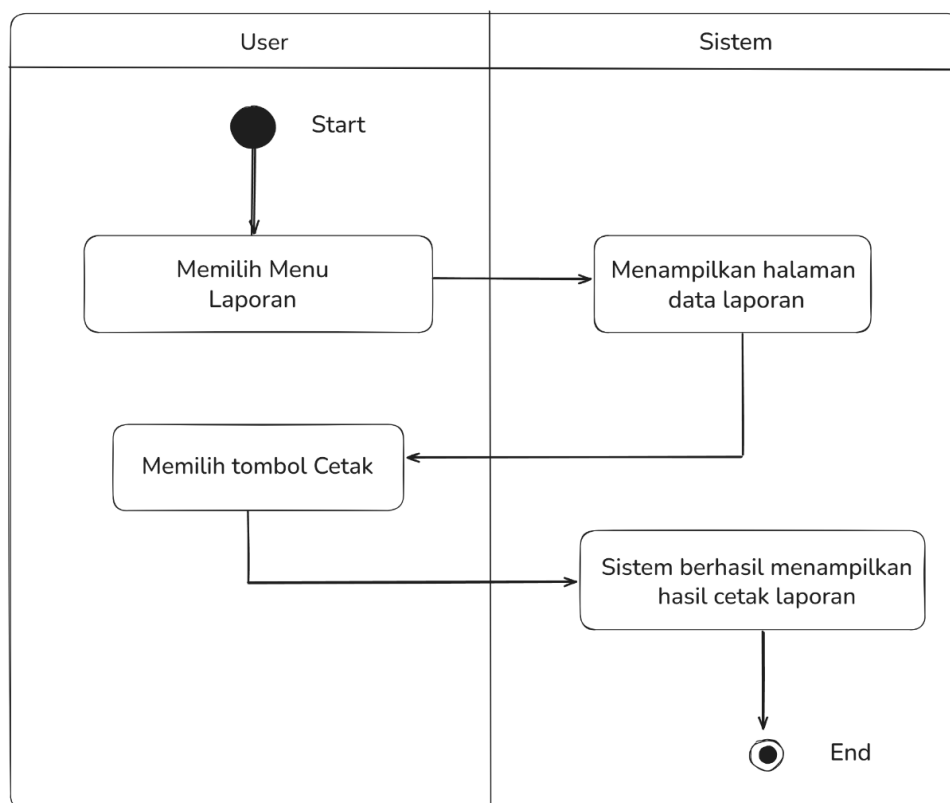 User
Sistem
Start
Memilih Menu
Laporan
Menampilkan halaman
data laporan
Memilih tombol Cetak
Sistem berhasil menampilkan
hasil cetak laporan
End